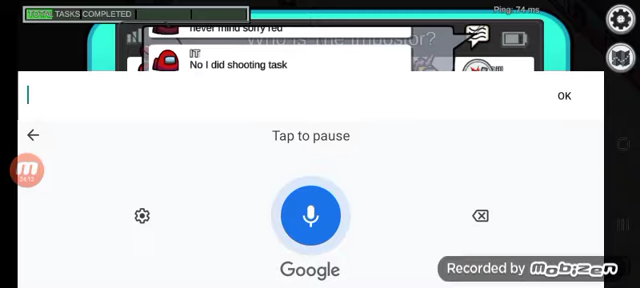 TASKS COMPLETED
Ping: 74 ms
never mind sorry red
Who Is The Impostor?
IT
No I did shooting task
OK
Tap to pause
Google
Recorded by MOBIZEN